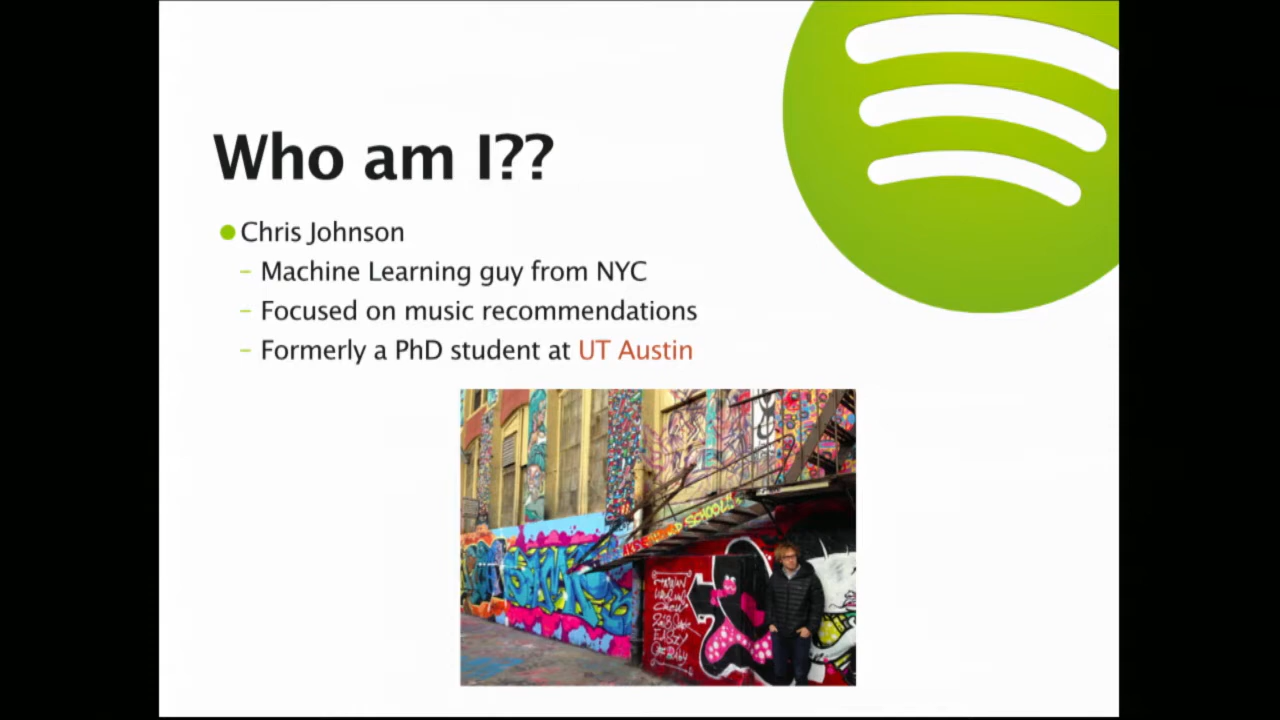 Who am I??
Chris Johnson
– Machine Learning guy from NYC
– Focused on music recommendations
– Formerly a PhD student at UT Austin